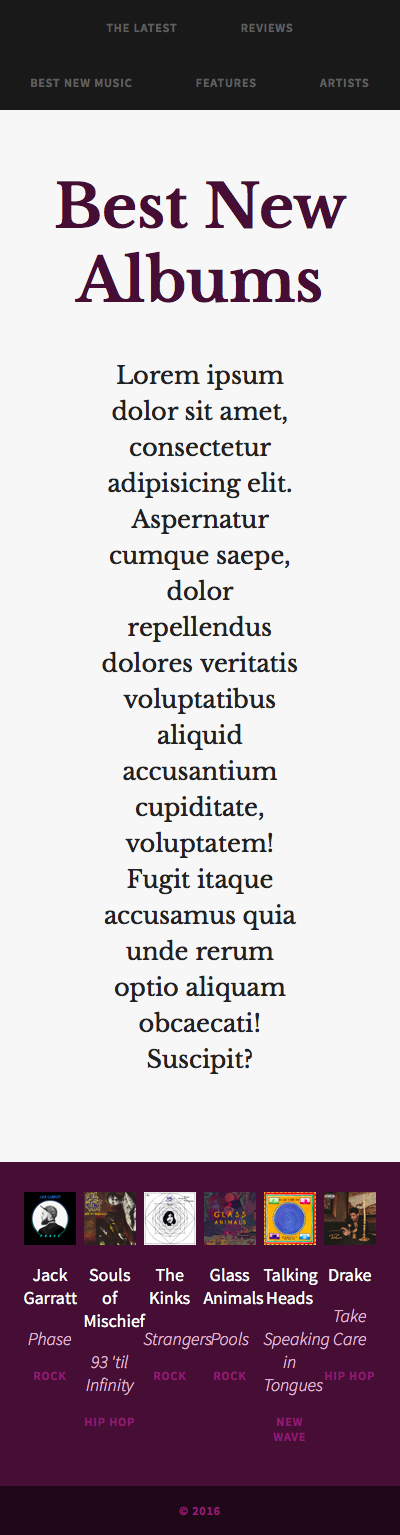 THE LATEST REVIEWS
BEST NEW MUSIC FEATURES ARTISTS
Best New
Albums
Lorem ipsum
dolor sit amet,
consectetur
adipisicing elit.
Aspernatur
cumque saepe,
dolor
repellendus
dolores veritatis
voluptatibus
aliquid
accusantium
cupiditate,
voluptatem!
Fugit itaque
accusamus quia
unde rerum
optio aliquam
obcaecati!
Suscipit?
GLASS
ANIMALS
Jack
Garratt
Phase
ROCK
Souls
of
Mischief
93 'til
Infinity
HIP HOP
The
Kinks
Strangers
ROCK
Glass
Animals
Pools
ROCK
Talking
Heads
Speaking
in
Tongues
NEW
WAVE
Drake
Take
Care
HIP HOP
© 2016